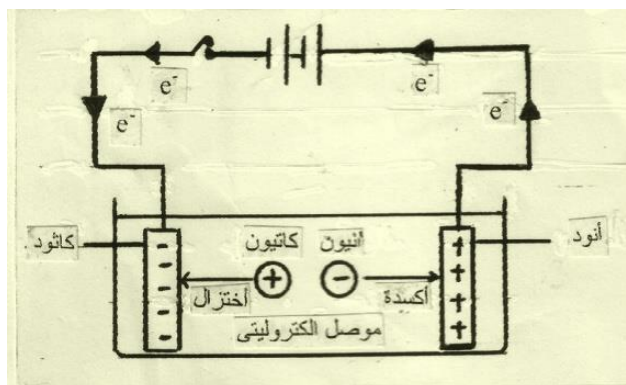 e⁻
e⁻
e⁻
e⁻
كاثود
كاتيون
أنيون
أنود
أختزال
أكسدة
موصل الكتروليتى